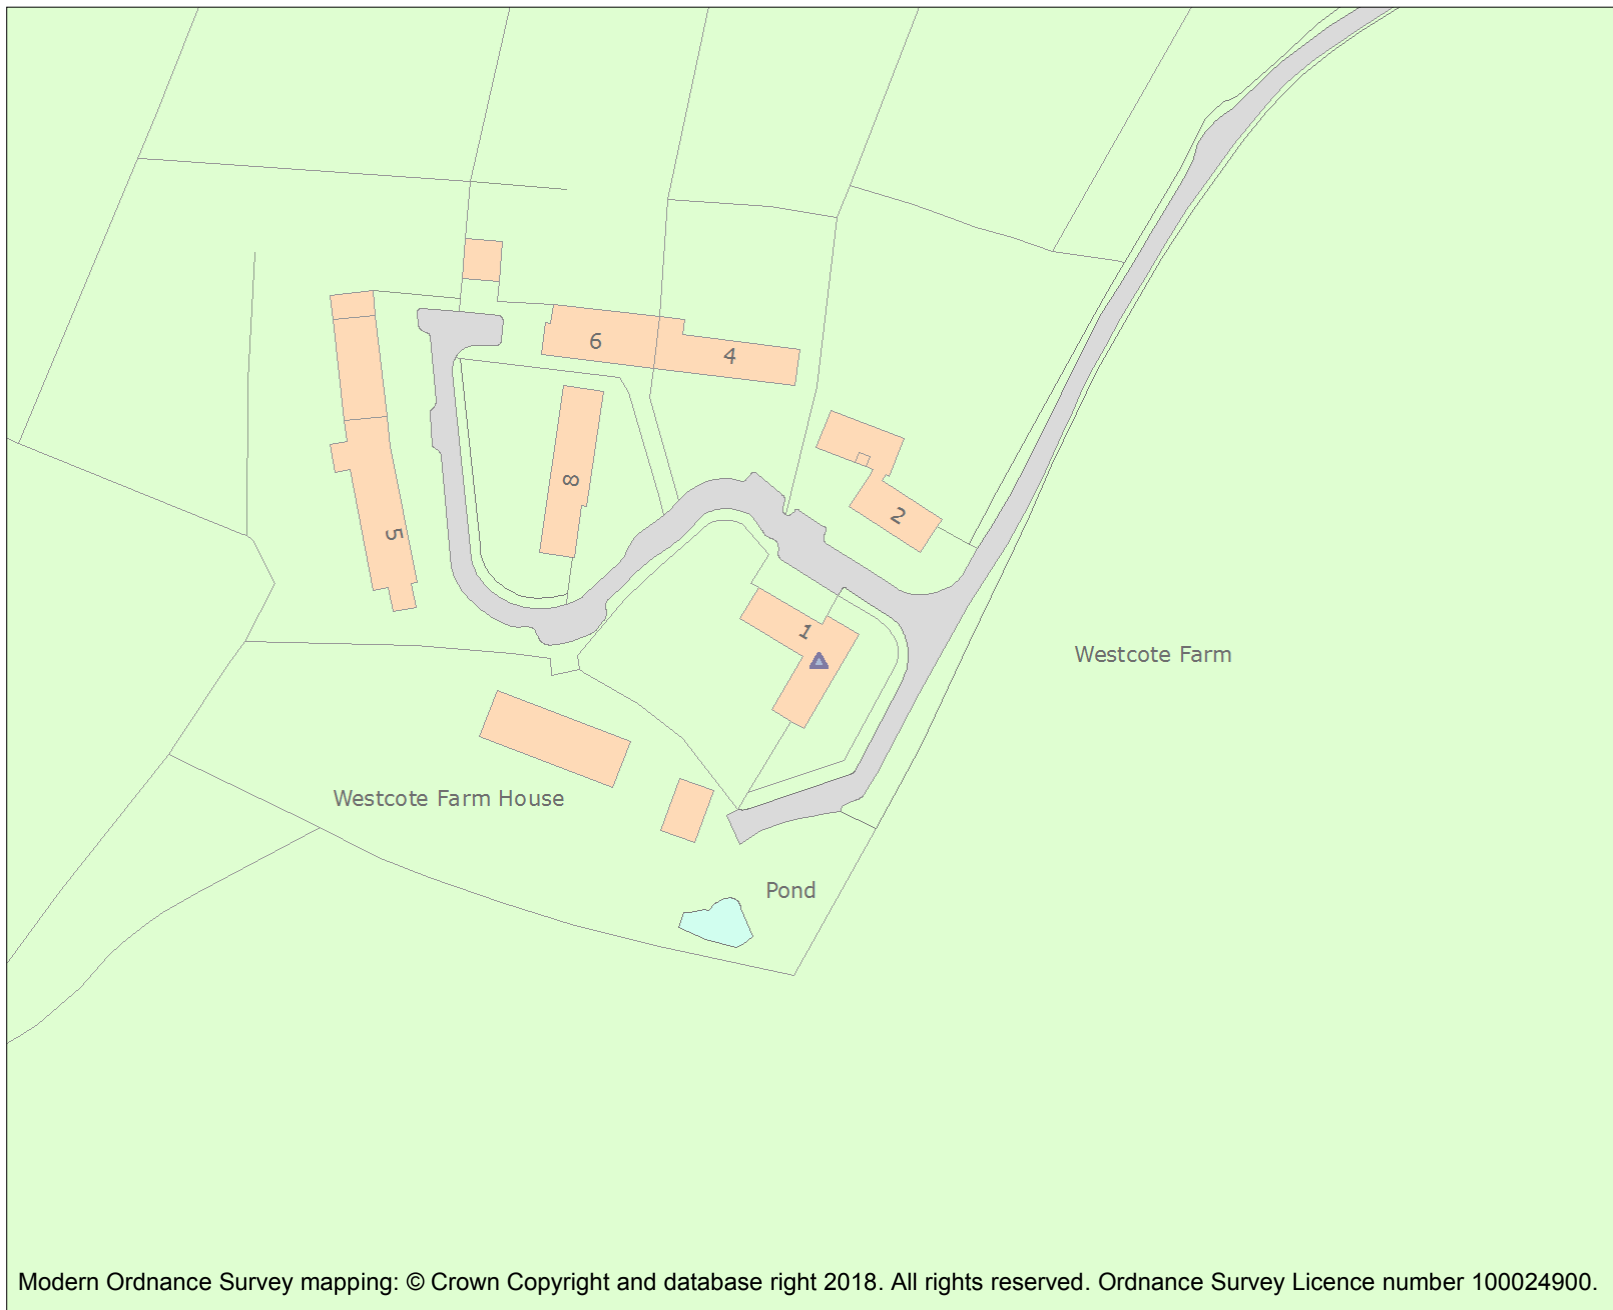 6
4
8
2
5
1
Westcote Farm
Westcote Farm House
Pond
Modern Ordnance Survey mapping: © Crown Copyright and database right 2018. All rights reserved. Ordnance Survey Licence number 100024900.